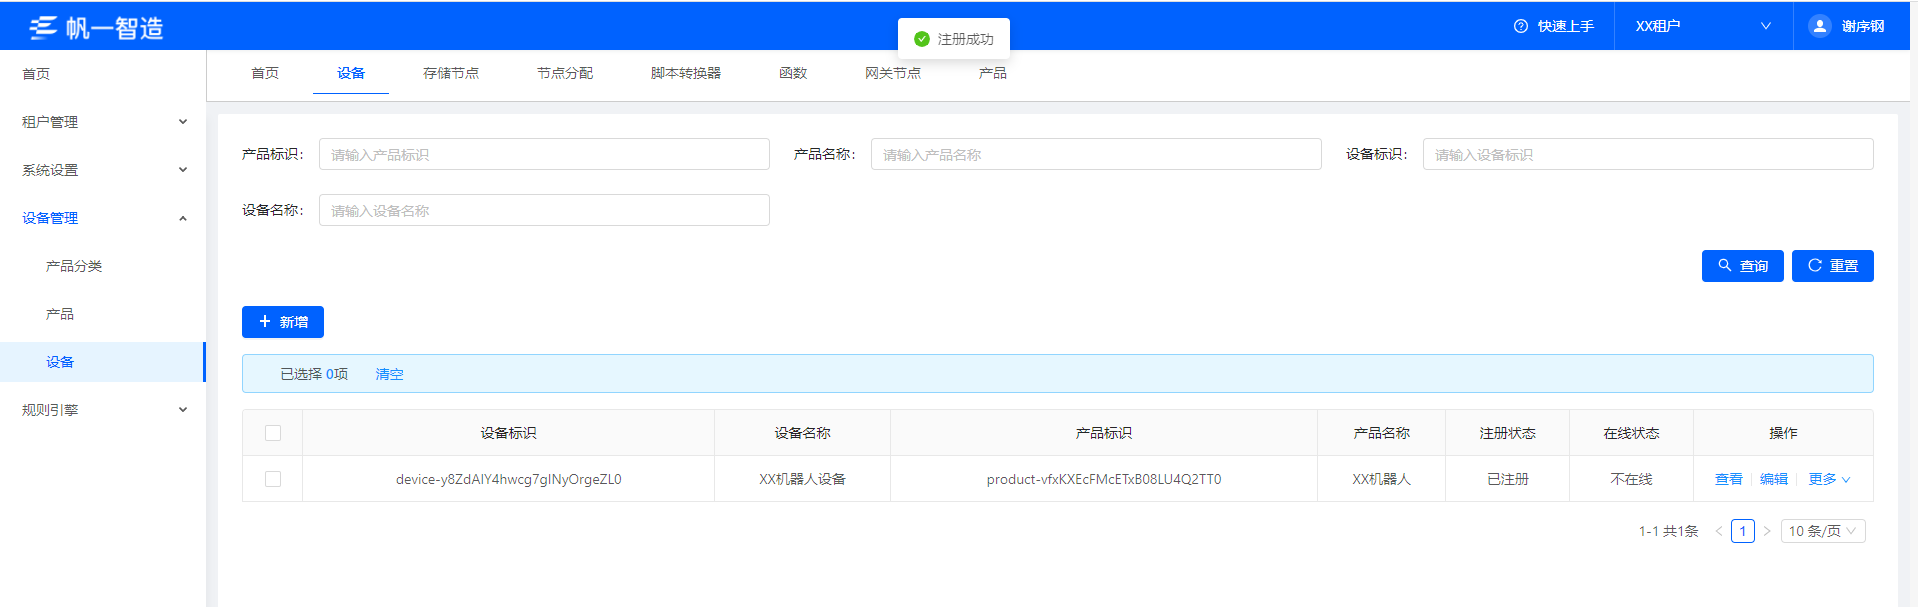 帆一智造
注册成功
快速上手
XX租户
谢序钢
首页
租户管理
系统设置
设备管理
产品分类
产品
设备
规则引擎
首页 设备 存储节点 节点分配 脚本转换器 函数 网关节点 产品
产品标识： 请输入产品标识 产品名称： 请输入产品名称 设备标识： 请输入设备标识
设备名称： 请输入设备名称
查询 重置
新增
已选择 0项 清空
设备标识 设备名称 产品标识 产品名称 注册状态 在线状态 操作
device-y8ZdAIY4hwcg7gINyOrgeZL0 XX机器人设备 product-vfxKXEcFMcETxB08LU4Q2TT0 XX机器人 已注册 不在线 查看 编辑 更多
1-1 共1条 < 1 > 10 条/页